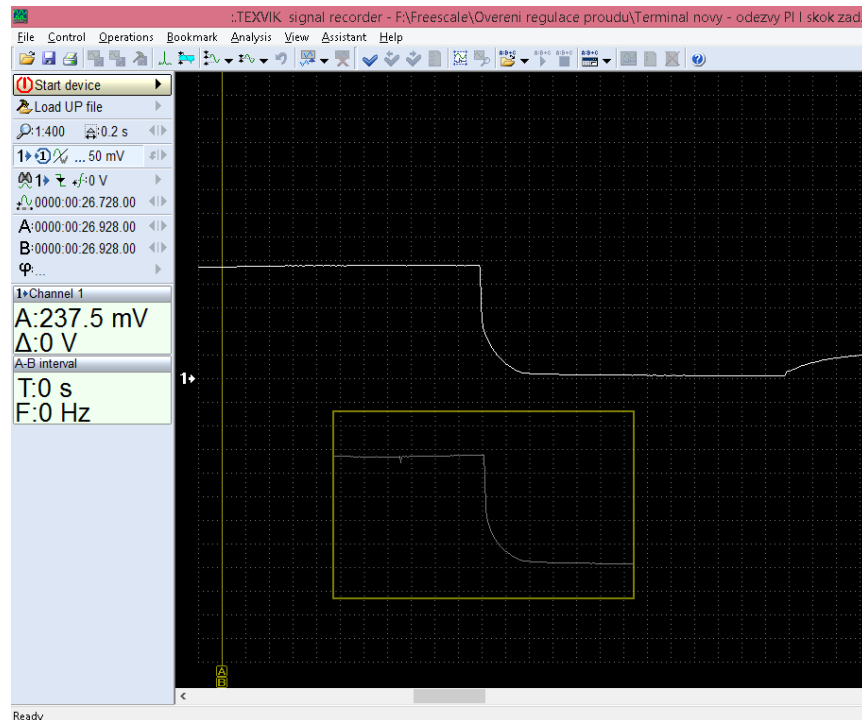 :.TEXVIK signal recorder - F:\Freescale\Overeni regulace proudu\Terminal novy - odezvy PI I skok zad
File Control Operations Bookmark Analysis View Assistant Help
Start device
Load UP file
1:400 0.2 s
1 1 ... 50 mV
1 f:0 V
0000:00:26.728.00
A:0000:00:26.928.00
B:0000:00:26.928.00
φ:...
1 Channel 1
A:237.5 mV
Δ:0 V
A-B interval
T:0 s
F:0 Hz
1
A
B
Ready